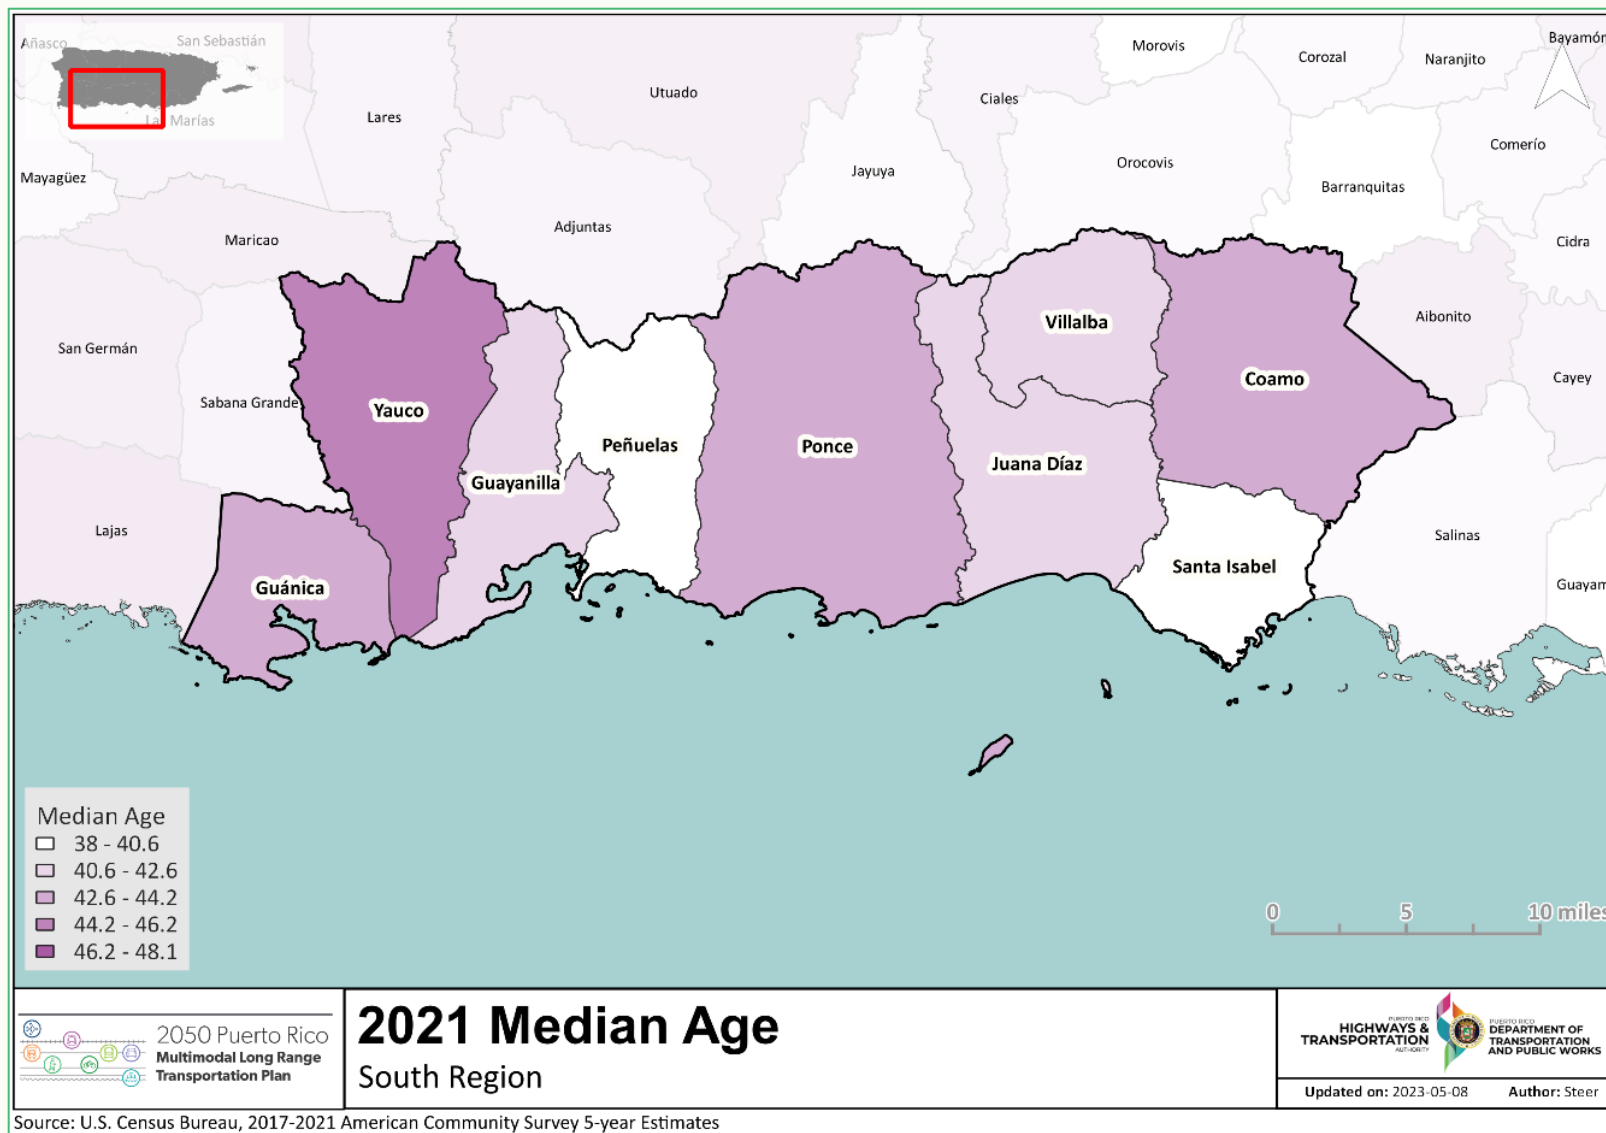 Añasco
San Sebastián
Las Marías
Mayagüez
Lares
Utuado
Morovis
Corozal
Naranjito
Bayamón
Ciales
Comerío
Orocovis
Jayuya
Barranquitas
Adjuntas
Maricao
Cidra
Aibonito
San Germán
Villalba
Coamo
Cayey
Sabana Grande
Yauco
Peñuelas
Ponce
Juana Díaz
Guayanilla
Lajas
Salinas
Santa Isabel
Guánica
Guayam
Median Age
38 - 40.6
40.6 - 42.6
42.6 - 44.2
44.2 - 46.2
46.2 - 48.1
0 5 10 miles
2050 Puerto Rico
Multimodal Long Range
Transportation Plan
2021 Median Age
South Region
PUERTO RICO
HIGHWAYS &
TRANSPORTATION
AUTHORITY
PUERTO RICO
DEPARTMENT OF
TRANSPORTATION
AND PUBLIC WORKS
Updated on: 2023-05-08 Author: Steer
Source: U.S. Census Bureau, 2017-2021 American Community Survey 5-year Estimates